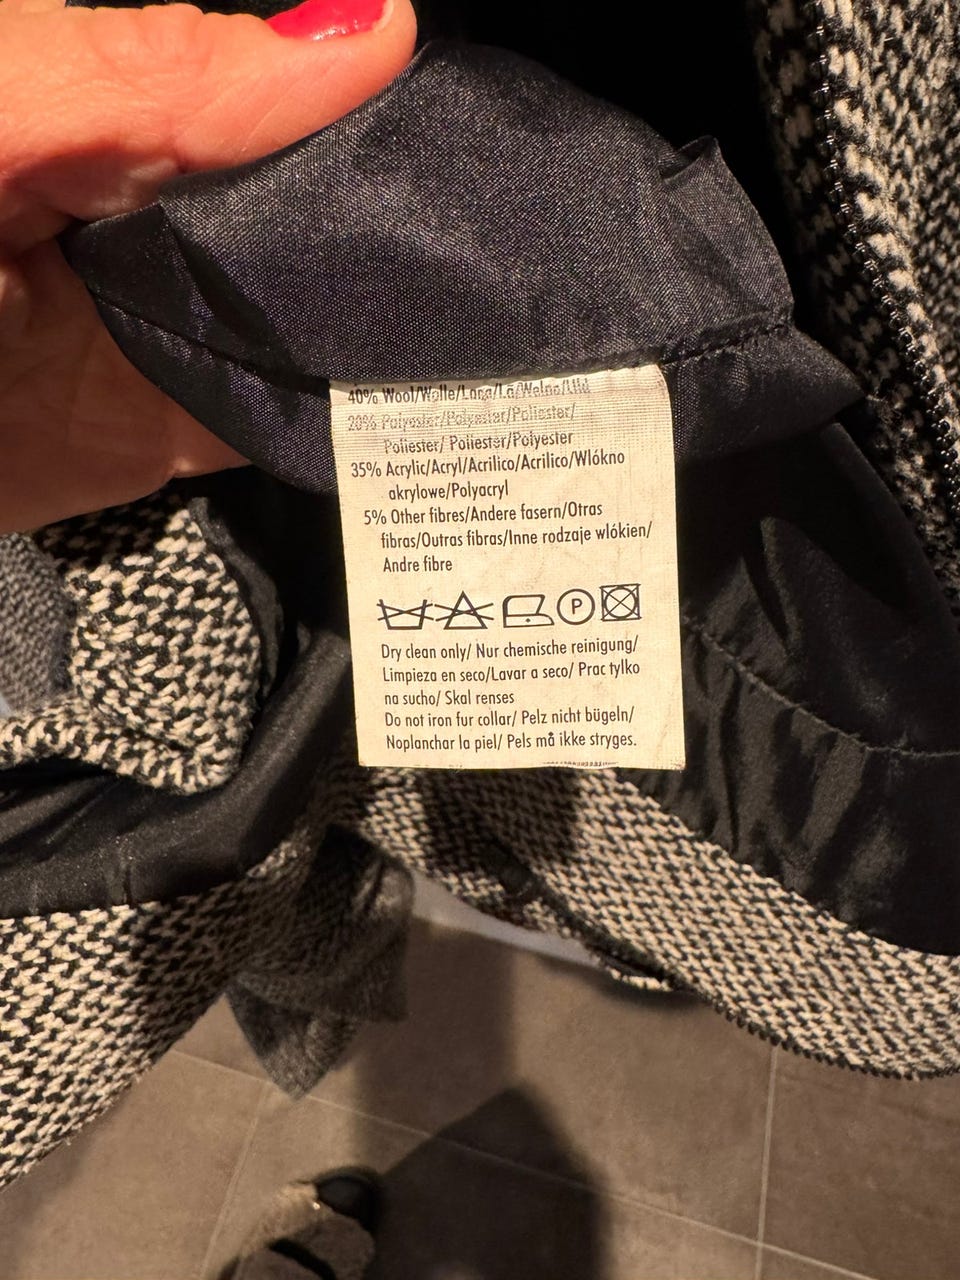 40% Wool/Wolle/Lana/Lã/Wełna/Uld
20% Polyester/Polyester/Poliester/
Poliester/ Poliester/Polyester
35% Acrylic/Acryl/Acrilico/Acrilico/Wlókno
akrylowe/Polyacryl
5% Other fibres/Andere fasern/Otras
fibras/Outras fibras/Inne rodzaje wlókien/
Andre fibre
P
Dry clean only/ Nur chemische reinigung/
Limpieza en seco/Lavar a seco/ Prac tylko
na sucho/ Skal renses
Do not iron fur collar/ Pelz nicht bügeln/
Noplanchar la piel/ Pels må ikke stryges.